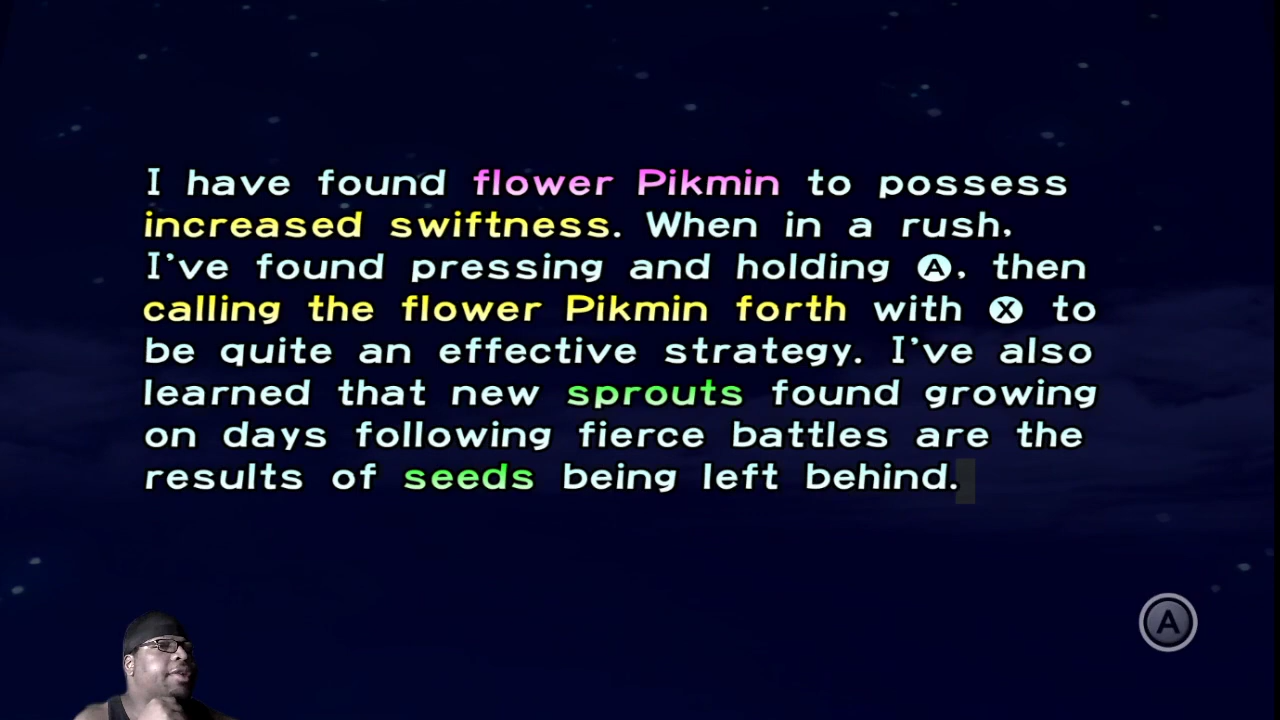 I have found flower Pikmin to possess
increased swiftness. When in a rush,
I've found pressing and holding A, then
calling the flower Pikmin forth with X to
be quite an effective strategy. I've also
learned that new sprouts found growing
on days following fierce battles are the
results of seeds being left behind.
A